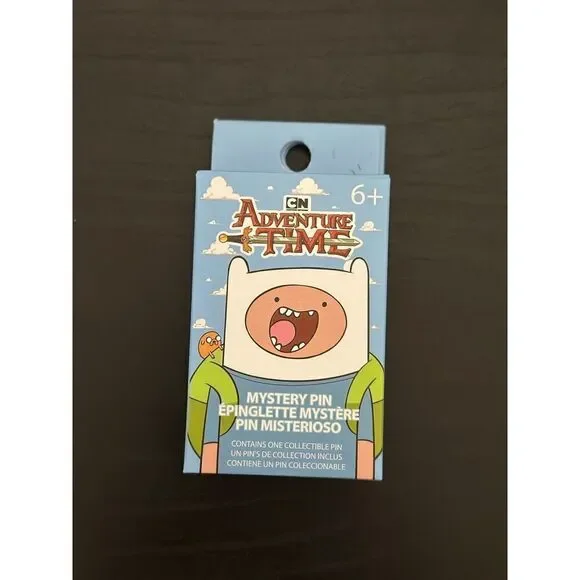 6+
CN
ADVENTURE
TIME
MYSTERY PIN
ÉPINGLETTE MYSTÈRE
PIN MISTERIOSO
CONTAINS ONE COLLECTIBLE PIN
UN PIN'S DE COLLECTION INCLUS
CONTIENE UN PIN COLECCIONABLE